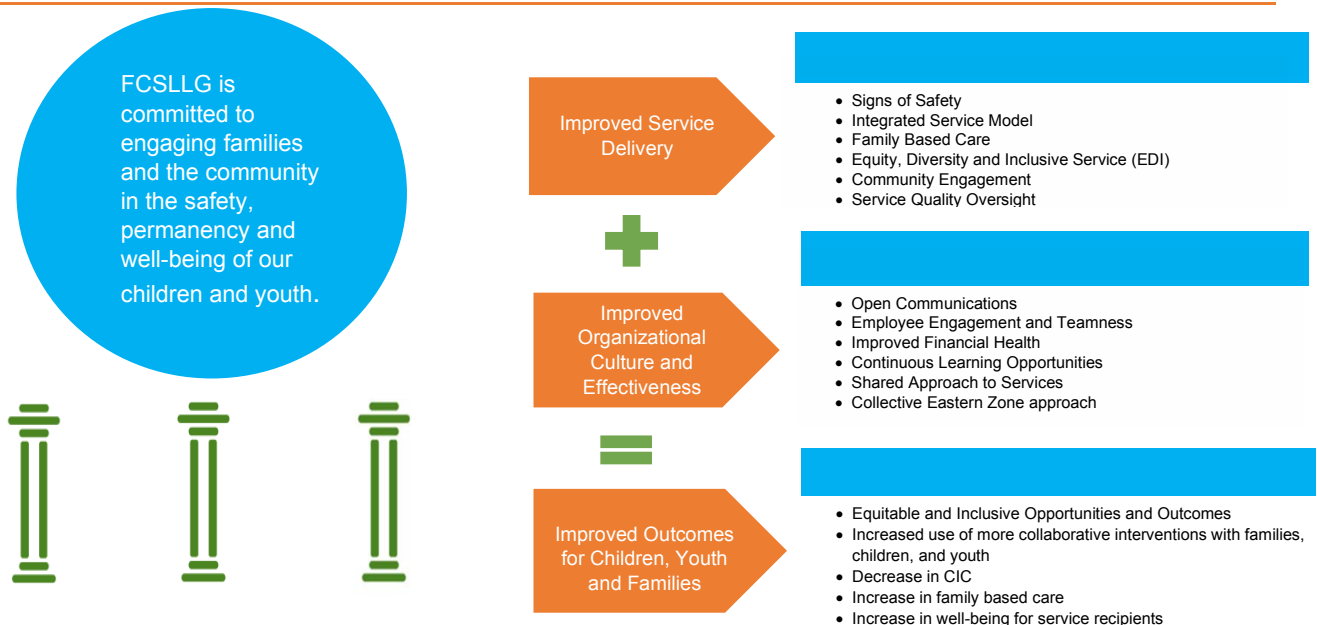 FCSLLG is
committed to
engaging families
and the community
in the safety,
permanency and
well-being of our
children and youth.
Improved Service
Delivery
• Signs of Safety
• Integrated Service Model
• Family Based Care
• Equity, Diversity and Inclusive Service (EDI)
• Community Engagement
• Service Quality Oversight
Improved
Organizational
Culture and
Effectiveness
• Open Communications
• Employee Engagement and Teamness
• Improved Financial Health
• Continuous Learning Opportunities
• Shared Approach to Services
• Collective Eastern Zone approach
Improved Outcomes
for Children, Youth
and Families
• Equitable and Inclusive Opportunities and Outcomes
• Increased use of more collaborative interventions with families,
children, and youth
• Decrease in CIC
• Increase in family based care
• Increase in well-being for service recipients